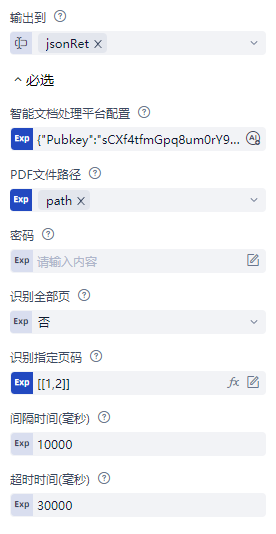 输出到
jsonRet ×
必选
智能文档处理平台配置
Exp {"Pubkey":"sCXf4tfmGpq8um0rY9...
PDF文件路径
Exp path ×
密码
Exp 请输入内容
识别全部页
Exp 否
识别指定页码
Exp [[1,2]] fx
间隔时间(毫秒)
Exp 10000
超时时间(毫秒)
Exp 30000